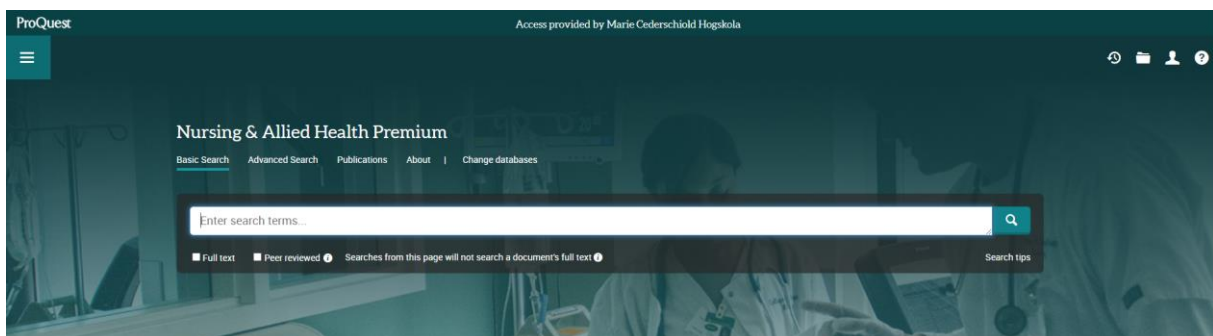 ProQuest
Access provided by Marie Cederschiold Hogskola
Nursing & Allied Health Premium
Basic Search Advanced Search Publications About | Change databases
Enter search terms...
Full text Peer reviewed Searches from this page will not search a document's full text
Search tips